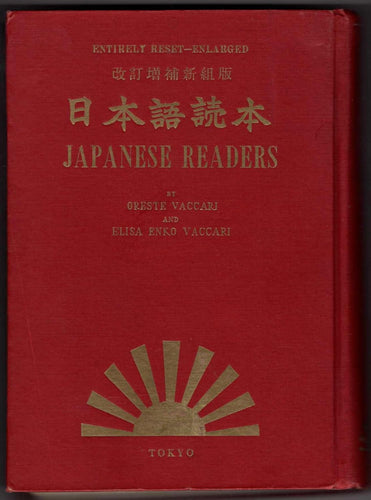 ENTIRELY RESET—ENLARGED
改訂増補新組版
日本語読本
JAPANESE READERS
BY
ORESTE VACCARI
AND
ELISA ENKO VACCARI
TOKYO